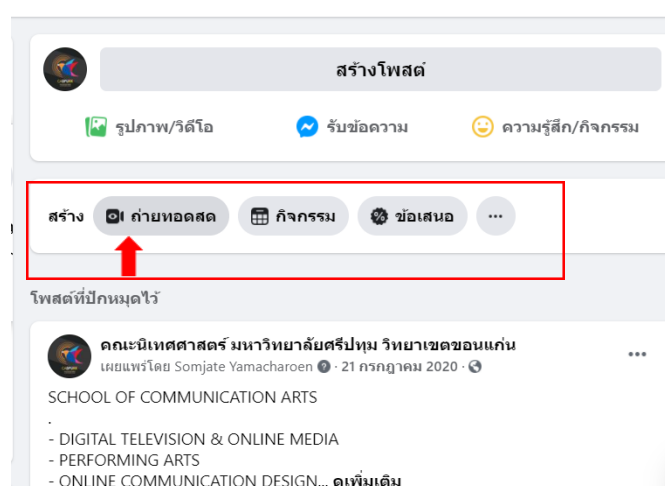 สร้างโพสต์
รูปภาพ/วิดีโอ รับข้อความ ความรู้สึก/กิจกรรม
สร้าง ถ่ายทอดสด กิจกรรม ข้อเสนอ ...
โพสต์ที่ปักหมุดไว้
คณะนิเทศศาสตร์ มหาวิทยาลัยศรีปทุม วิทยาเขตขอนแก่น
เผยแพร่โดย Somjate Yamacharoen · 21 กรกฎาคม 2020 ·
SCHOOL OF COMMUNICATION ARTS
.
- DIGITAL TELEVISION & ONLINE MEDIA
- PERFORMING ARTS
- ONLINE COMMUNICATION DESIGN... ดูเพิ่มเติม